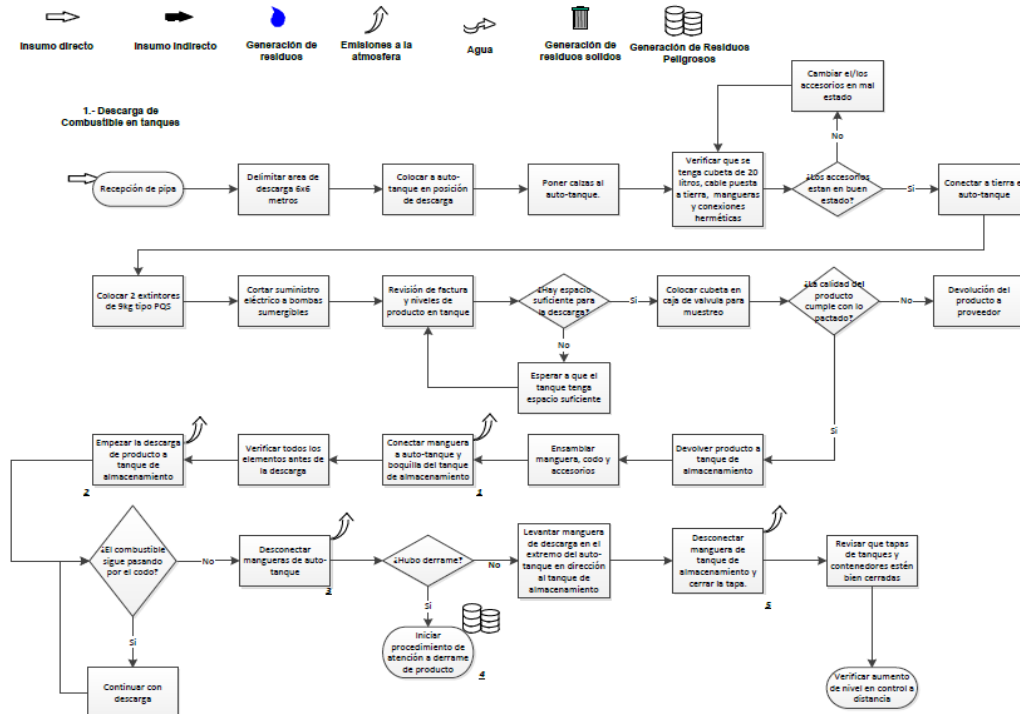 Insumo directo
Insumo Indirecto
Generación de
residuos
Emisiones a la
atmosfera
Agua
Generación de
residuos solidos
Generación de Residuos
Peligrosos
1.- Descarga de
Combustible en tanques
Cambiar el/los
accesorios en mal
estado
No
Recepción de pipa
Delimitar area de
descarga 6x6
metros
Colocar a auto-
tanque en posición
de descarga
Poner calzas al
auto-tanque.
Verificar que se
tenga cubeta de 20
litros, cable puesta
a tierra, mangueras
y conexiones
herméticas
¿Los accesorios
estan en buen
estado?
Si
Conectar a tierra el
auto-tanque
Colocar 2 extintores
de 9kg tipo PQS
Cortar suministro
eléctrico a bombas
sumergibles
Revisión de factura
y niveles de
producto en tanque
¿Hay espacio
suficiente para
la descarga?
Si
Colocar cubeta en
caja de valvula para
muestreo
¿La calidad del
producto
cumple con lo
pactado?
No
Devolución del
producto a
proveedor
No
Esperar a que el
tanque tenga
espacio suficiente
Si
Empezar la descarga
de producto a
tanque de
almacenamiento
2
Verificar todos los
elementos antes de
la descarga
Conectar manguera
a auto-tanque y
boquilla del tanque
de almacenamiento
1
Ensamblar
manguera, codo y
accesorios
Devolver producto a
tanque de
almacenamiento
¿El combustible
sigue pasando
por el codo?
No
Desconectar
mangueras de auto-
tanque
3
¿Hubo derrame?
No
Levantar manguera
de descarga en el
extremo del auto-
tanque en dirección
al tanque de
almacenamiento
Desconectar
manguera de
tanque de
almacenamiento y
cerrar la tapa.
5
Revisar que tapas
de tanques y
contenedores estén
bien cerradas
Si
Continuar con
descarga
Si
Iniciar
procedimiento de
atención a derrame
de producto
4
Verificar aumento
de nivel en control a
distancia